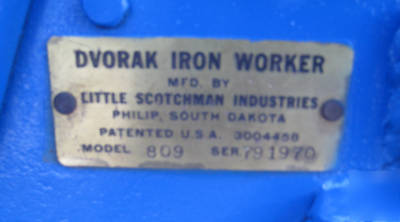 DVORAK IRON WORKER
MFD. BY
LITTLE SCOTCHMAN INDUSTRIES
PHILIP, SOUTH DAKOTA
PATENTED U.S.A. 3004458
MODEL 809 SER. 791970